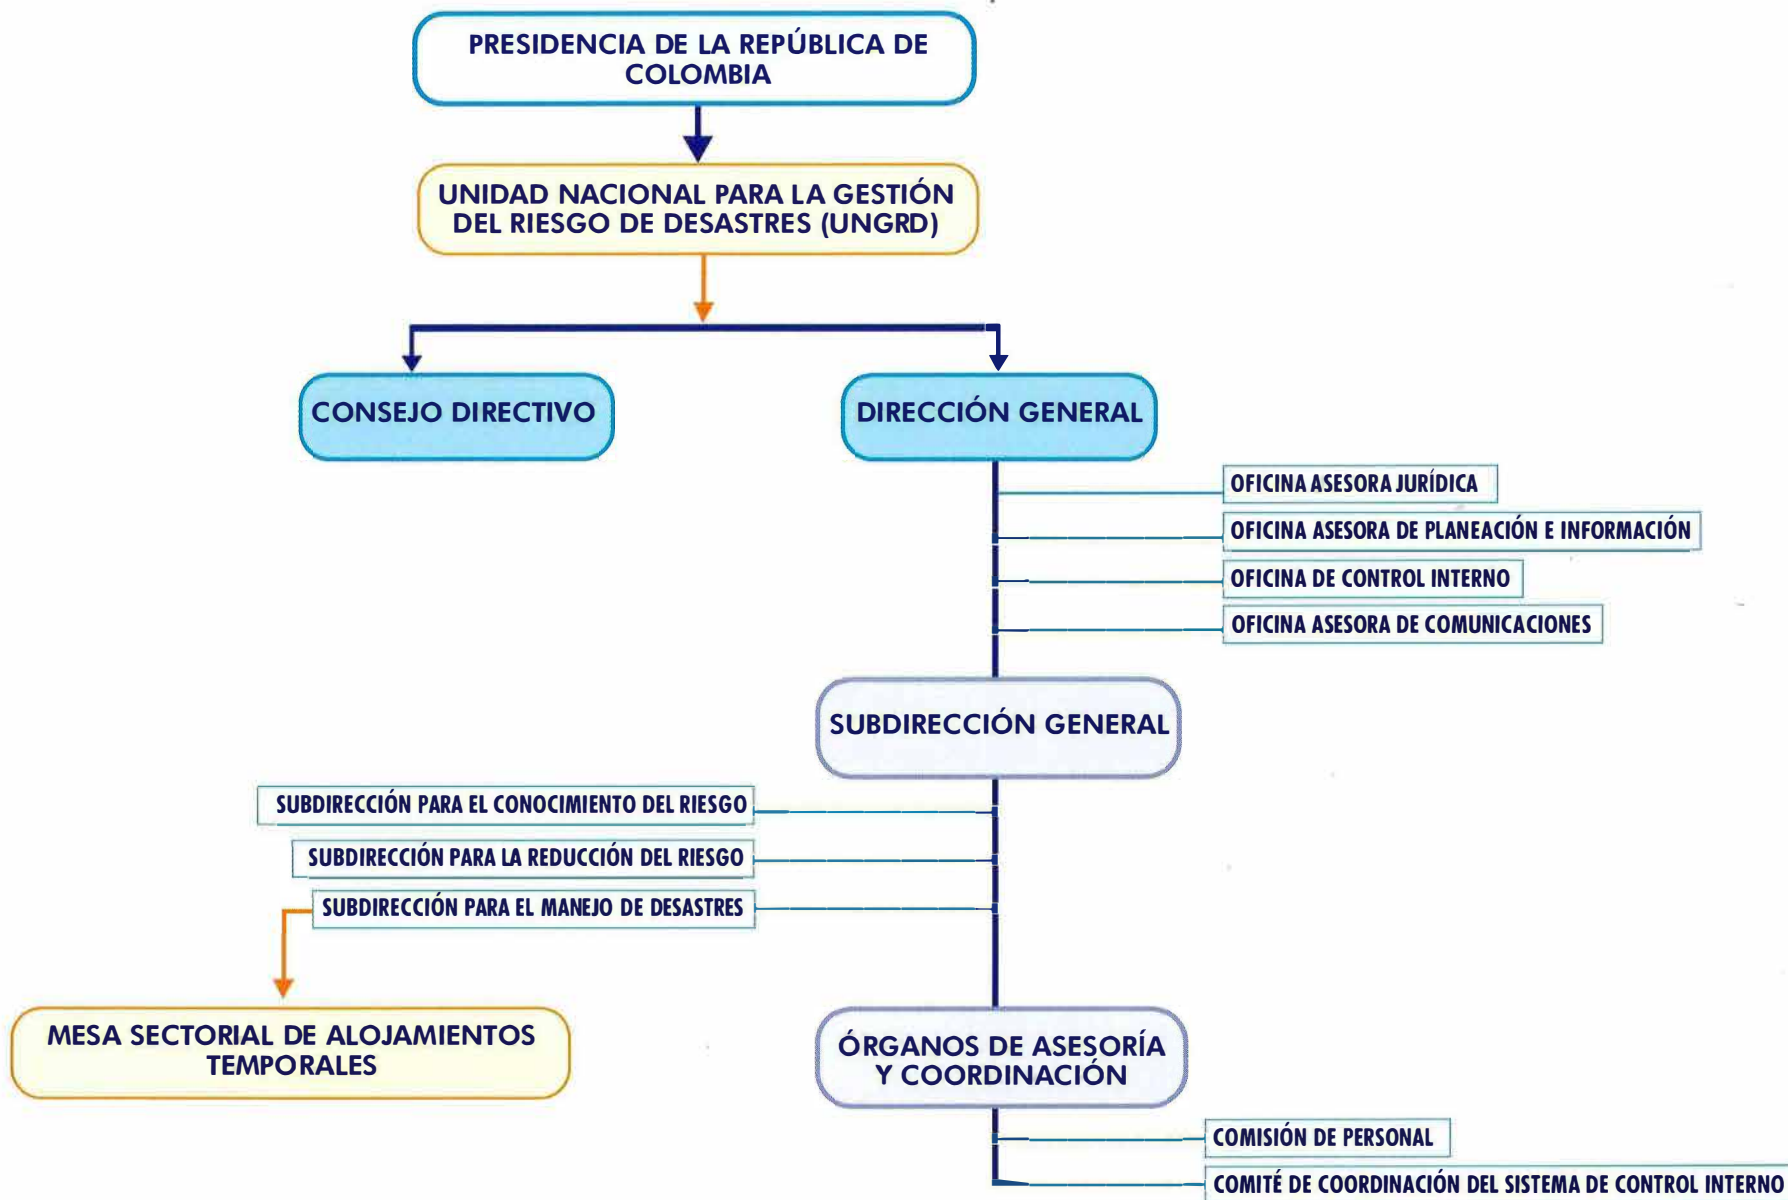 PRESIDENCIA DE LA REPÚBLICA DE
COLOMBIA
UNIDAD NACIONAL PARA LA GESTIÓN
DEL RIESGO DE DESASTRES (UNGRD)
CONSEJO DIRECTIVO
DIRECCIÓN GENERAL
OFICINA ASESORA JURÍDICA
OFICINA ASESORA DE PLANEACIÓN E INFORMACIÓN
OFICINA DE CONTROL INTERNO
OFICINA ASESORA DE COMUNICACIONES
SUBDIRECCIÓN GENERAL
SUBDIRECCIÓN PARA EL CONOCIMIENTO DEL RIESGO
SUBDIRECCIÓN PARA LA REDUCCIÓN DEL RIESGO
SUBDIRECCIÓN PARA EL MANEJO DE DESASTRES
MESA SECTORIAL DE ALOJAMIENTOS
TEMPORALES
ÓRGANOS DE ASESORÍA
Y COORDINACIÓN
COMISIÓN DE PERSONAL
COMITÉ DE COORDINACIÓN DEL SISTEMA DE CONTROL INTERNO